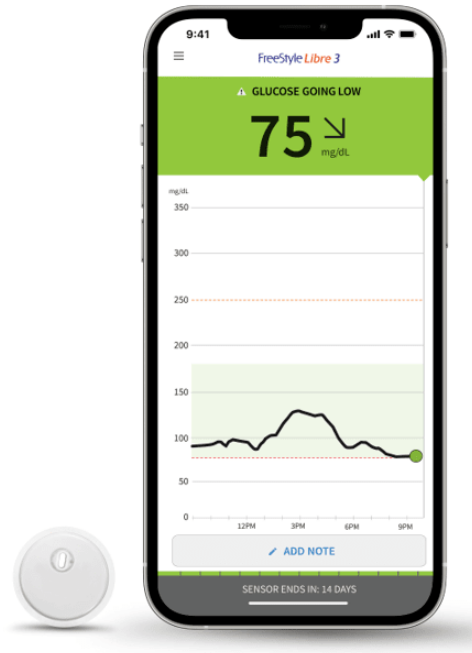 9:41
FreeStyle Libre 3
GLUCOSE GOING LOW
75
mg/dL
mg/dL
350
300
250
200
150
100
50
0
12PM 3PM 6PM 9PM
ADD NOTE
SENSOR ENDS IN: 14 DAYS